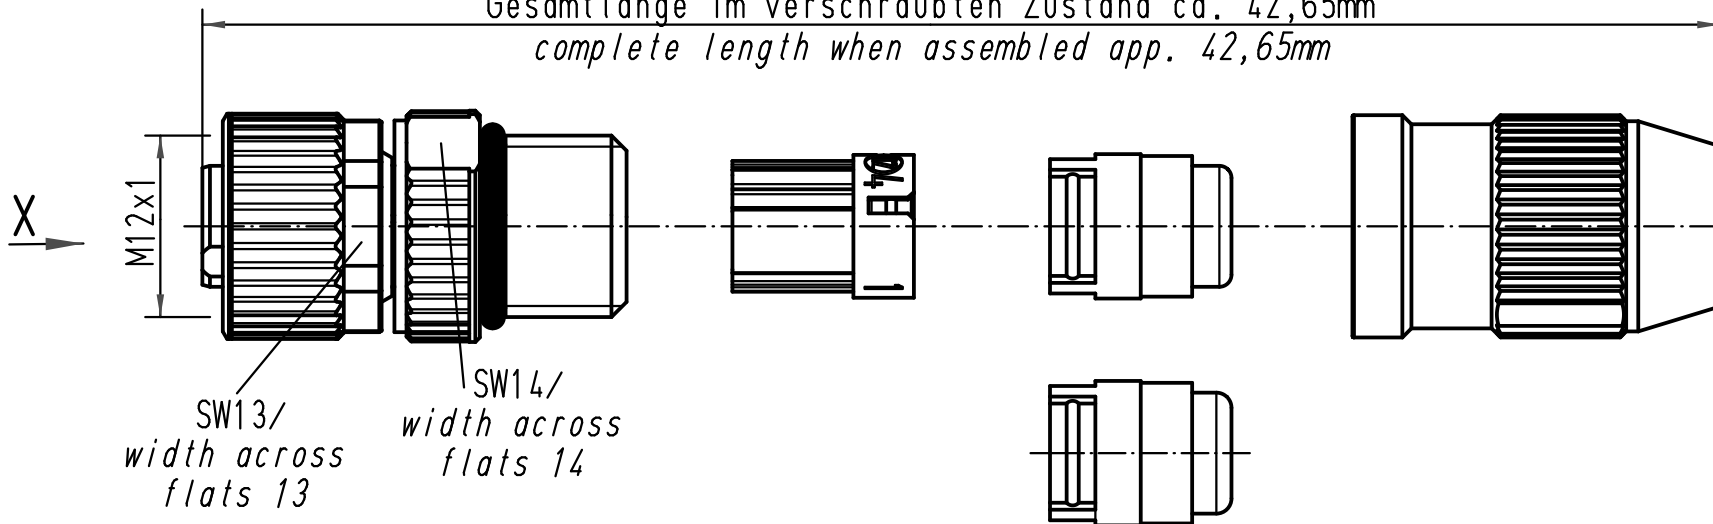 Gesamtlänge im verschraubten Zustand ca. 42,65mm
complete length when assembled app. 42,65mm
X
M12x1
SW13/
width across
flats 13
SW14/
width across
flats 14